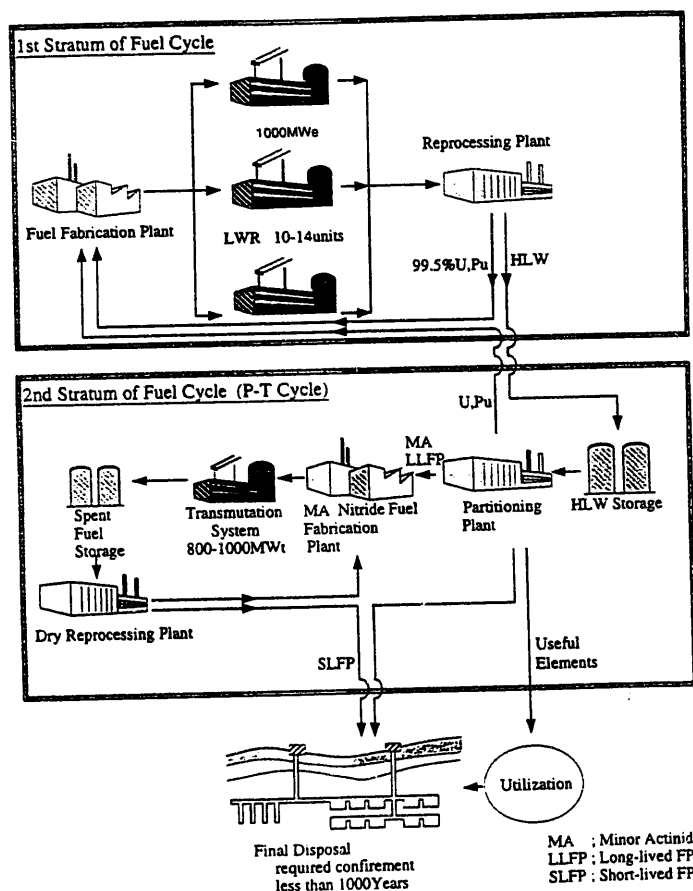 1st Stratum of Fuel Cycle
1000MWe
Reprocessing Plant
Fuel Fabrication Plant
LWR 10-14units
99.5%U,Pu
HLW
2nd Stratum of Fuel Cycle (P-T Cycle)
U,Pu
MA
LLFP
Spent
Fuel
Storage
Transmutation
System
800-1000MWt
MA Nitride Fuel
Fabrication
Plant
Partitioning
Plant
HLW Storage
Dry Reprocessing Plant
SLFP
Useful
Elements
Utilization
Final Disposal
required confirement
less than 1000Years
MA ; Minor Actinid
LLFP ; Long-lived FP
SLFP ; Short-lived FP